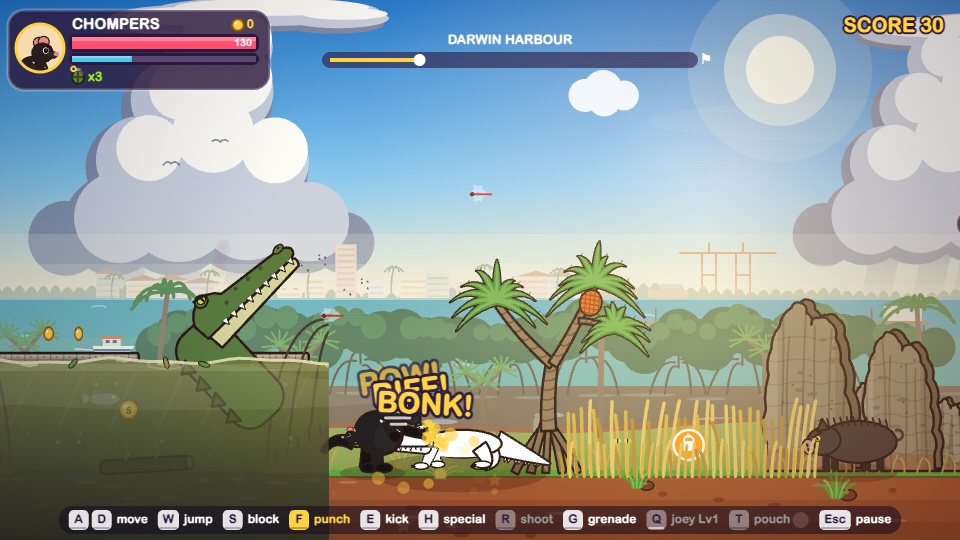 CHOMPERS
0
130
x3
DARWIN HARBOUR
SCORE 30
POW!
BIFF!
BONK!
6
A D move W jump S block F punch E kick H special R shoot G grenade Q joey Lv1 T pouch Esc pause